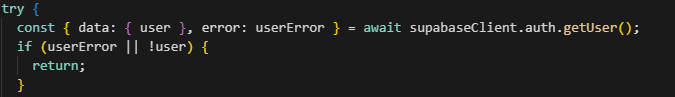 try {
const { data: { user }, error: userError } = await supabaseClient.auth.getUser();
if (userError || !user) {
return;
}